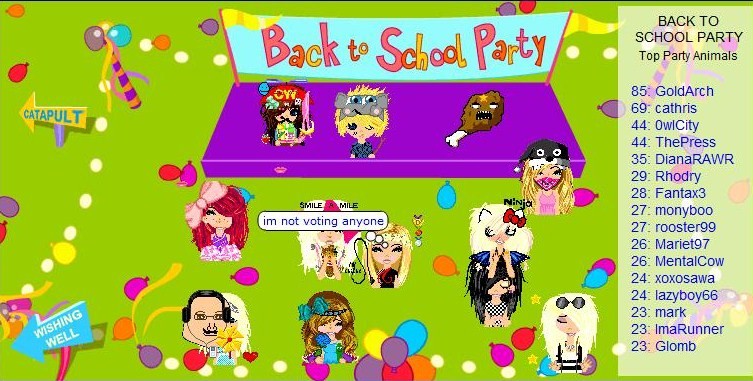 Back to School Party
CW
CATAPULT
SMILE A MILE
im not voting anyone
Ninja
WISHING
WELL
BACK TO
SCHOOL PARTY
Top Party Animals
85: GoldArch
69: cathris
44: 0wlCity
44: ThePress
35: DianaRAWR
29: Rhodry
28: Fantax3
27: monyboo
27: rooster99
26: Mariet97
26: MentalCow
24: xoxosawa
24: lazyboy66
23: mark
23: ImaRunner
23: Glomb